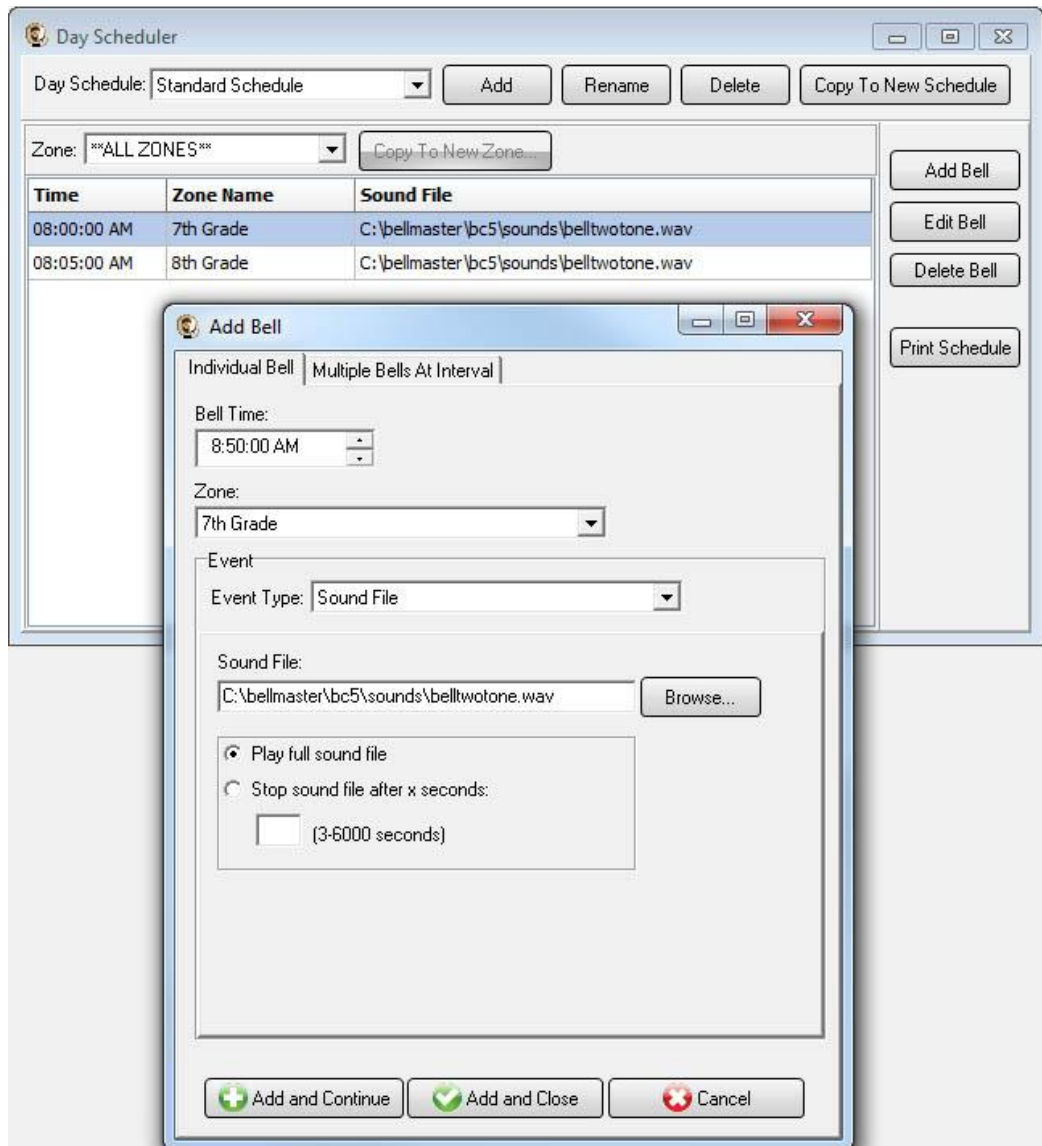 Day Scheduler
Day Schedule: Standard Schedule Add Rename Delete Copy To New Schedule
Zone: **ALL ZONES** Copy To New Zone...
Add Bell
Time Zone Name Sound File
08:00:00 AM 7th Grade C:\bellmaster\bc5\sounds\belltwotone.wav
Edit Bell
08:05:00 AM 8th Grade C:\bellmaster\bc5\sounds\belltwotone.wav
Delete Bell
Print Schedule
Add Bell
Individual Bell Multiple Bells At Interval
Bell Time:
8:50:00 AM
Zone:
7th Grade
Event
Event Type: Sound File
Sound File:
C:\bellmaster\bc5\sounds\belltwotone.wav Browse...
Play full sound file
Stop sound file after x seconds:
(3-6000 seconds)
Add and Continue Add and Close Cancel